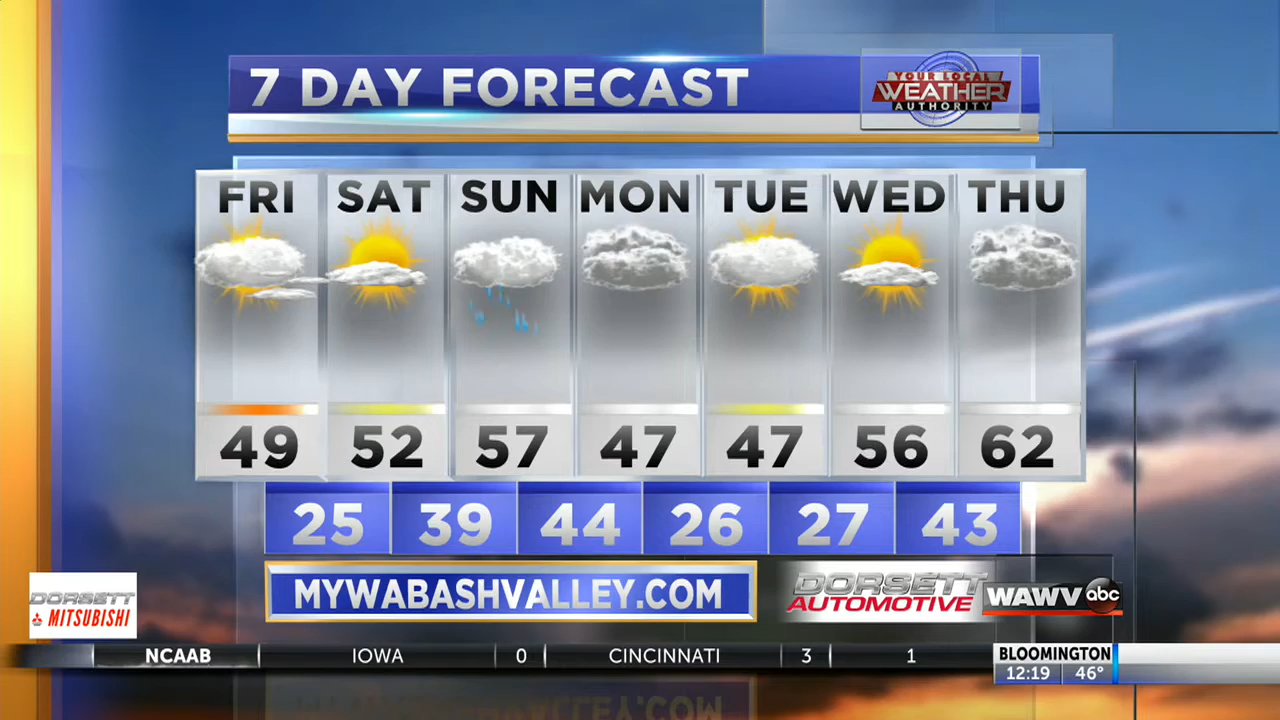 7 DAY FORECAST
YOUR LOCAL
WEATHER
AUTHORITY
FRI SAT SUN MON TUE WED THU
49 52 57 47 47 56 62
25 39 44 26 27 43
MYWABASHVALLEY.COM
DORSETT
AUTOMOTIVE
WAWV abc
DORSETT
MITSUBISHI
NCAAB IOWA 0 CINCINNATI 3 1
BLOOMINGTON
12:19 46°